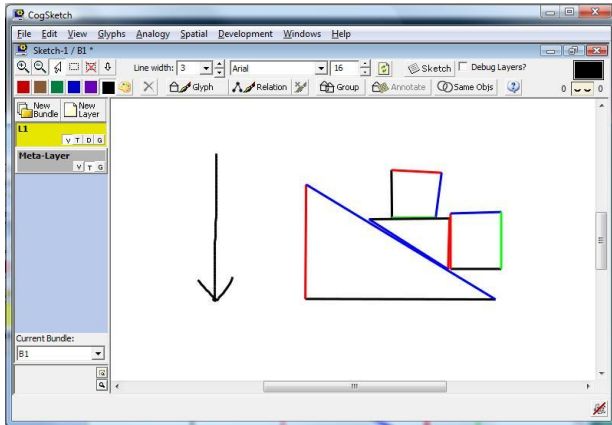 CogSketch
File Edit View Glyphs Analogy Spatial Development Windows Help
Sketch-1 / B1 *
Line width: 3 Arial 16 Sketch Debug Layers?
Glyph Relation Group Annotate Same Objs 0 0
New Bundle New Layer
L1
V T D G
Meta-Layer
V T G
Current Bundle:
B1